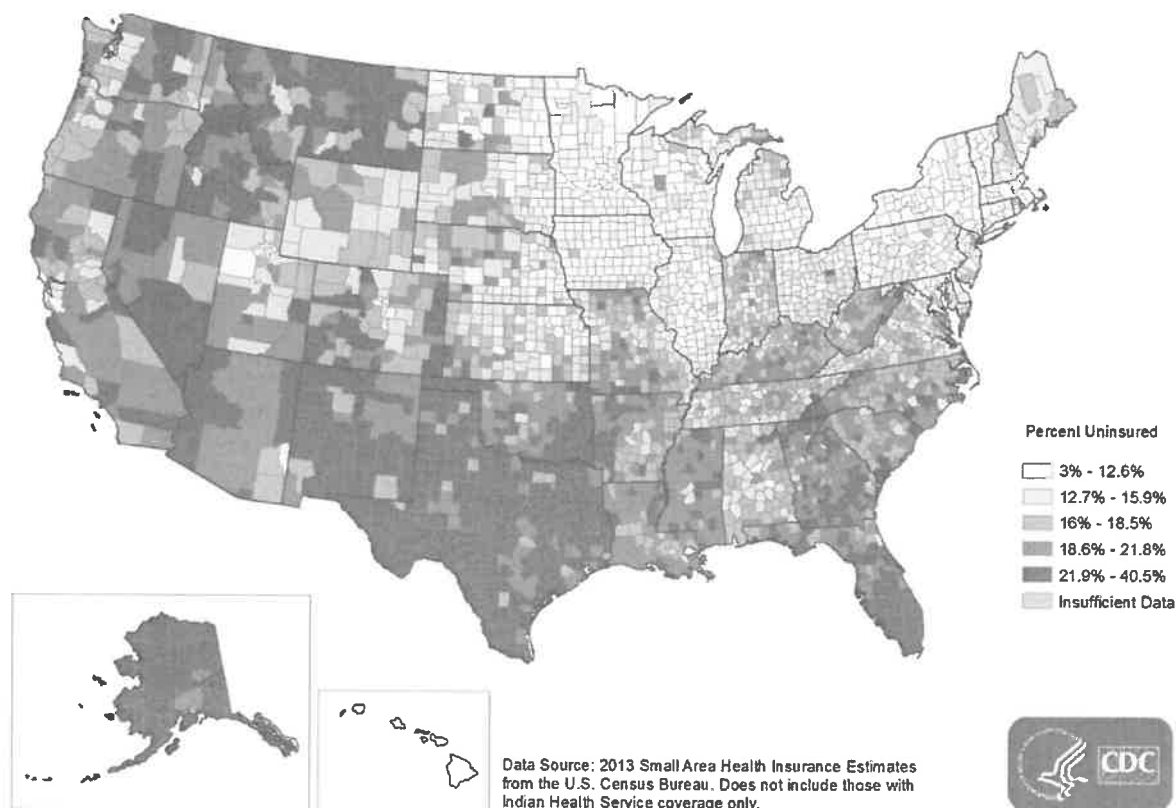 Percent Uninsured
3% - 12.6%
12.7% - 15.9%
16% - 18.5%
18.6% - 21.8%
21.9% - 40.5%
Insufficient Data
Data Source: 2013 Small Area Health Insurance Estimates
from the U.S. Census Bureau. Does not include those with
Indian Health Service coverage only.
CDC